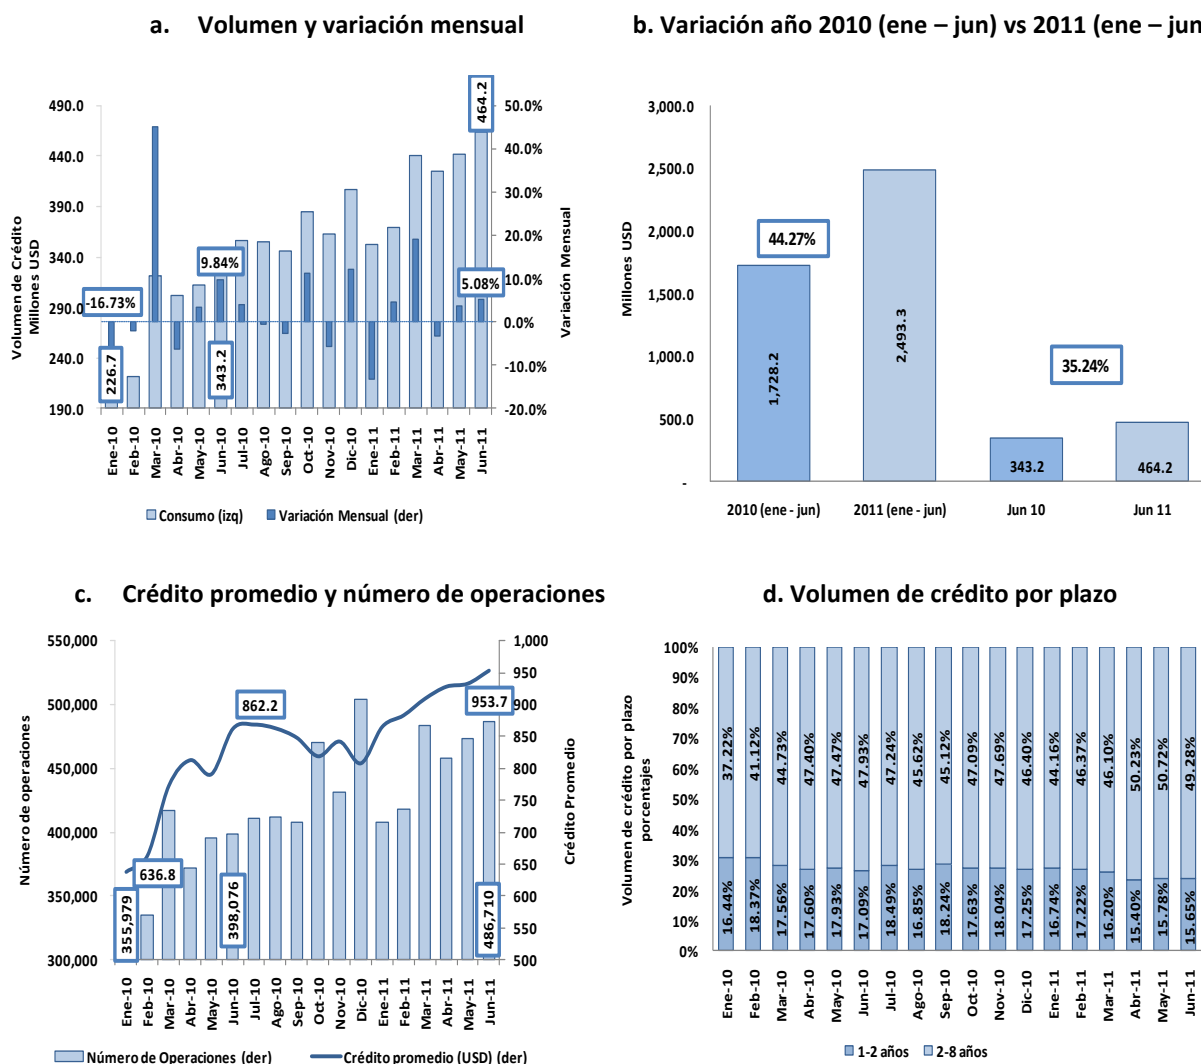 a. Volumen y variación mensual
490.0
440.0
390.0
340.0
290.0
240.0
190.0
Volumen de Crédito
Millones USD
50.0%
40.0%
30.0%
20.0%
10.0%
0.0%
-10.0%
-20.0%
Variación Mensual
-16.73%
226.7
9.84%
343.2
464.2
5.08%
Ene-10
Feb-10
Mar-10
Abr-10
May-10
Jun-10
Jul-10
Ago-10
Sep-10
Oct-10
Nov-10
Dic-10
Ene-11
Feb-11
Mar-11
Abr-11
May-11
Jun-11
Consumo (izq) Variación Mensual (der)
b. Variación año 2010 (ene – jun) vs 2011 (ene – jun
3,000.0
2,500.0
2,000.0
1,500.0
1,000.0
500.0
-
Millones USD
44.27%
35.24%
1,728.2
2,493.3
343.2
464.2
2010 (ene - jun) 2011 (ene - jun) Jun 10 Jun 11
c. Crédito promedio y número de operaciones
550,000
500,000
450,000
400,000
350,000
300,000
Número de operaciones
1,000
950
900
850
800
750
700
650
600
550
500
Crédito Promedio
636.8
862.2
953.7
355,979
398,076
486,710
Ene-10
Feb-10
Mar-10
Abr-10
May-10
Jun-10
Jul-10
Ago-10
Sep-10
Oct-10
Nov-10
Dic-10
Ene-11
Feb-11
Mar-11
Abr-11
May-11
Jun-11
Número de Operaciones (der) Crédito promedio (USD) (der)
d. Volumen de crédito por plazo
100%
90%
80%
70%
60%
50%
40%
30%
20%
10%
0%
Volumen de crédito por plazo
porcentajes
37.22%
41.12%
44.73%
47.40%
47.47%
47.93%
47.24%
45.62%
45.12%
47.09%
47.69%
46.40%
44.16%
46.37%
46.10%
50.23%
50.72%
49.28%
16.44%
18.37%
17.56%
17.60%
17.93%
17.09%
18.49%
16.85%
18.24%
17.63%
18.04%
17.25%
16.74%
17.22%
16.20%
15.40%
15.78%
15.65%
Ene-10
Feb-10
Mar-10
Abr-10
May-10
Jun-10
Jul-10
Ago-10
Sep-10
Oct-10
Nov-10
Dic-10
Ene-11
Feb-11
Mar-11
Abr-11
May-11
Jun-11
1-2 años 2-8 años